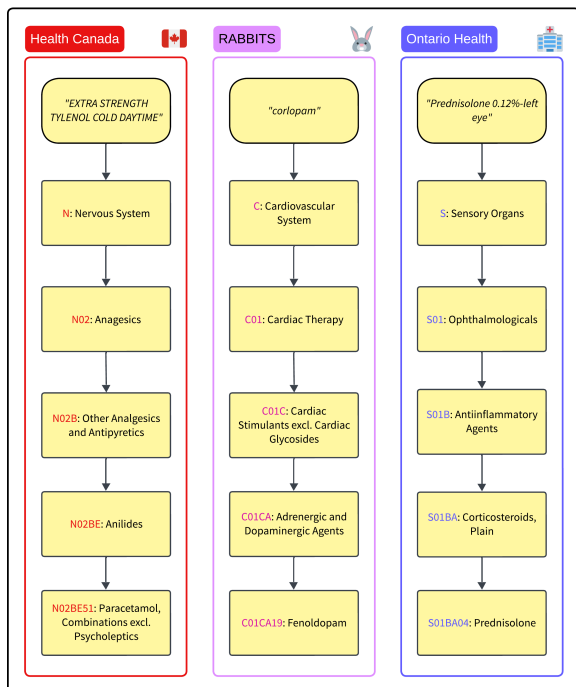 Health Canada
"EXTRA STRENGTH
TYLENOL COLD DAYTIME"
N: Nervous System
N02: Anagesics
N02B: Other Analgesics
and Antipyretics
N02BE: Anilides
N02BE51: Paracetamol,
Combinations excl.
Psycholeptics
RABBITS
"corlopam"
C: Cardiovascular
System
C01: Cardiac Therapy
C01C: Cardiac
Stimulants excl. Cardiac
Glycosides
C01CA: Adrenergic and
Dopaminergic Agents
C01CA19: Fenoldopam
Ontario Health
"Prednisolone 0.12%-left
eye"
S: Sensory Organs
S01: Ophthalmologicals
S01B: Antiinflammatory
Agents
S01BA: Corticosteroids,
Plain
S01BA04: Prednisolone